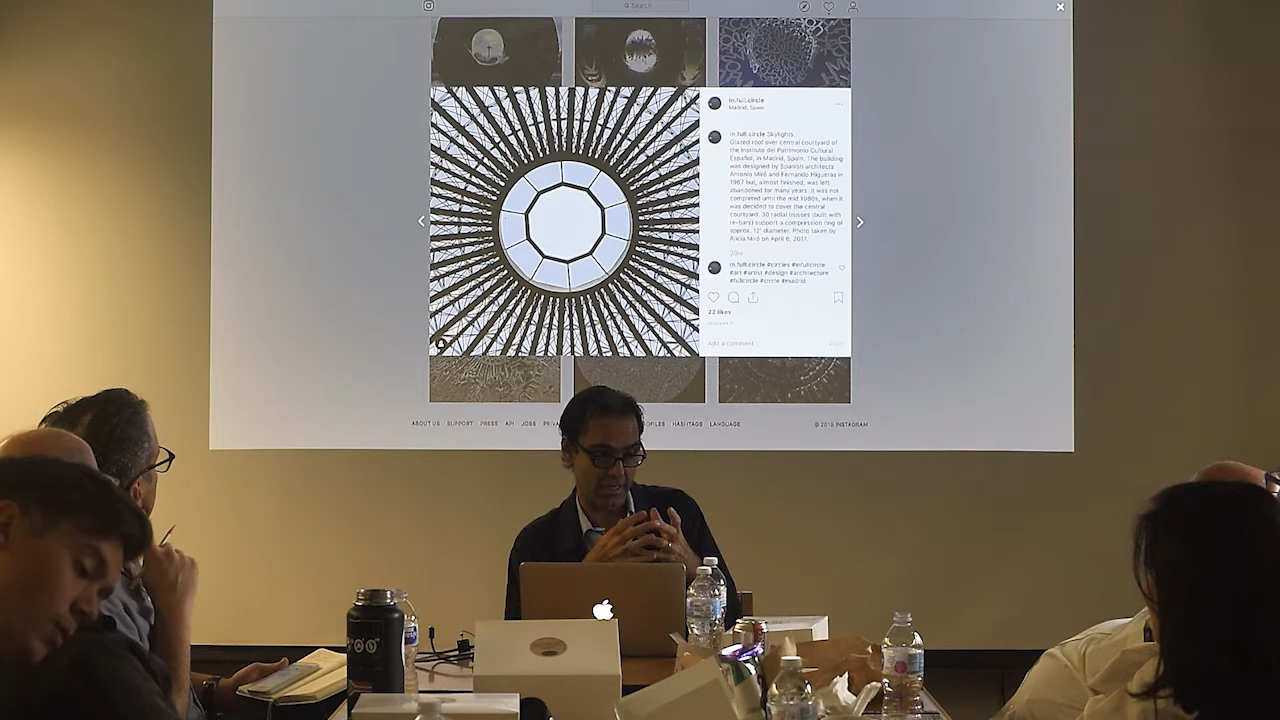 Search
in.full.circle
Madrid, Spain
in.full.circle Skylights.
Glazed roof over central courtyard of
the Instituto del Patrimonio Cultural
Español, in Madrid, Spain. The building
was designed by Spanish architects
Antonio Miró and Fernando Higueras in
1967 but, almost finished, was left
abandoned for many years. It was not
completed until the mid 1980s, when it
was decided to cover the central
courtyard. 30 radial trusses (built with
re-bars) support a compression ring of
approx. 12' diameter. Photo taken by
Alicia Miró on April 6, 2017.
in.full.circle #circles #infullcircle
#art #artist #design #architecture
#fullcircle #circle #madrid
22 likes
Add a comment...
ABOUT US SUPPORT PRESS API JOBS HASHTAGS LANGUAGE
© 2019 INSTAGRAM